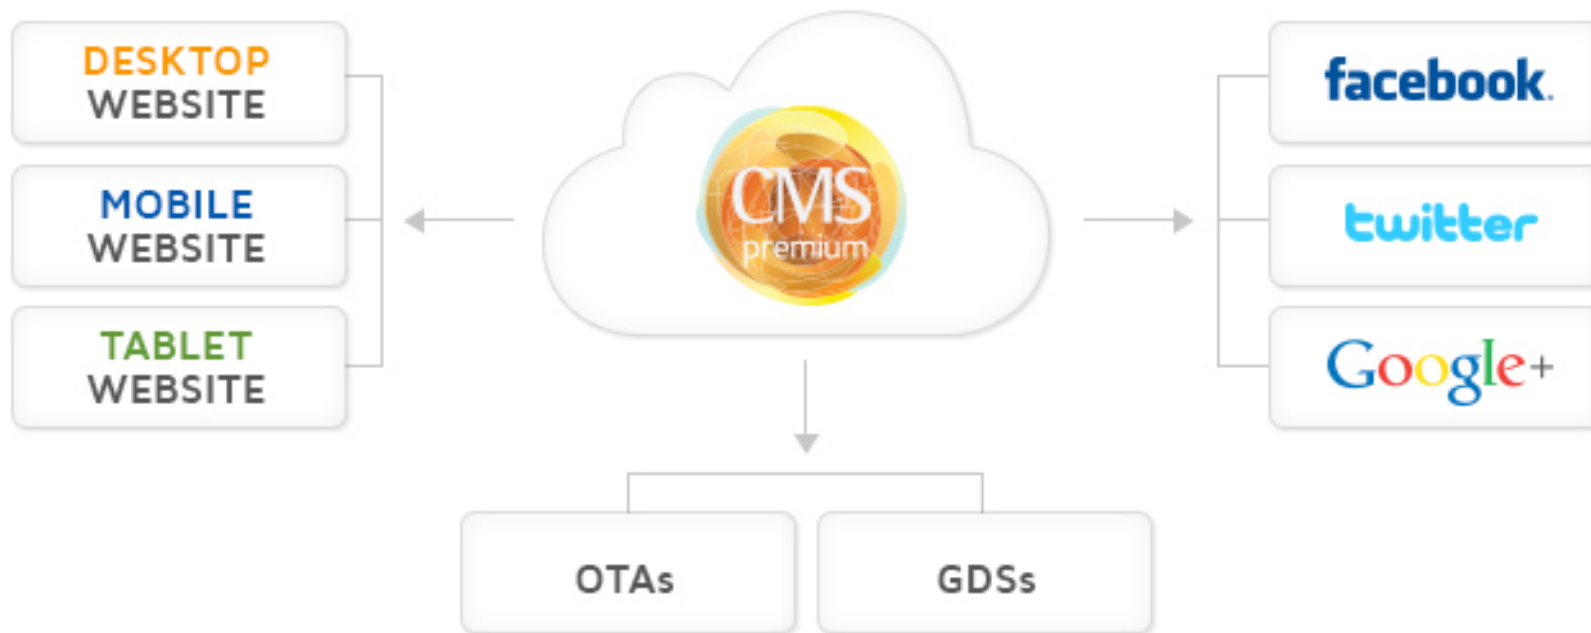 DESKTOP
WEBSITE
MOBILE
WEBSITE
TABLET
WEBSITE
CMS
premium
facebook.
twitter
Google+
OTAs
GDSs